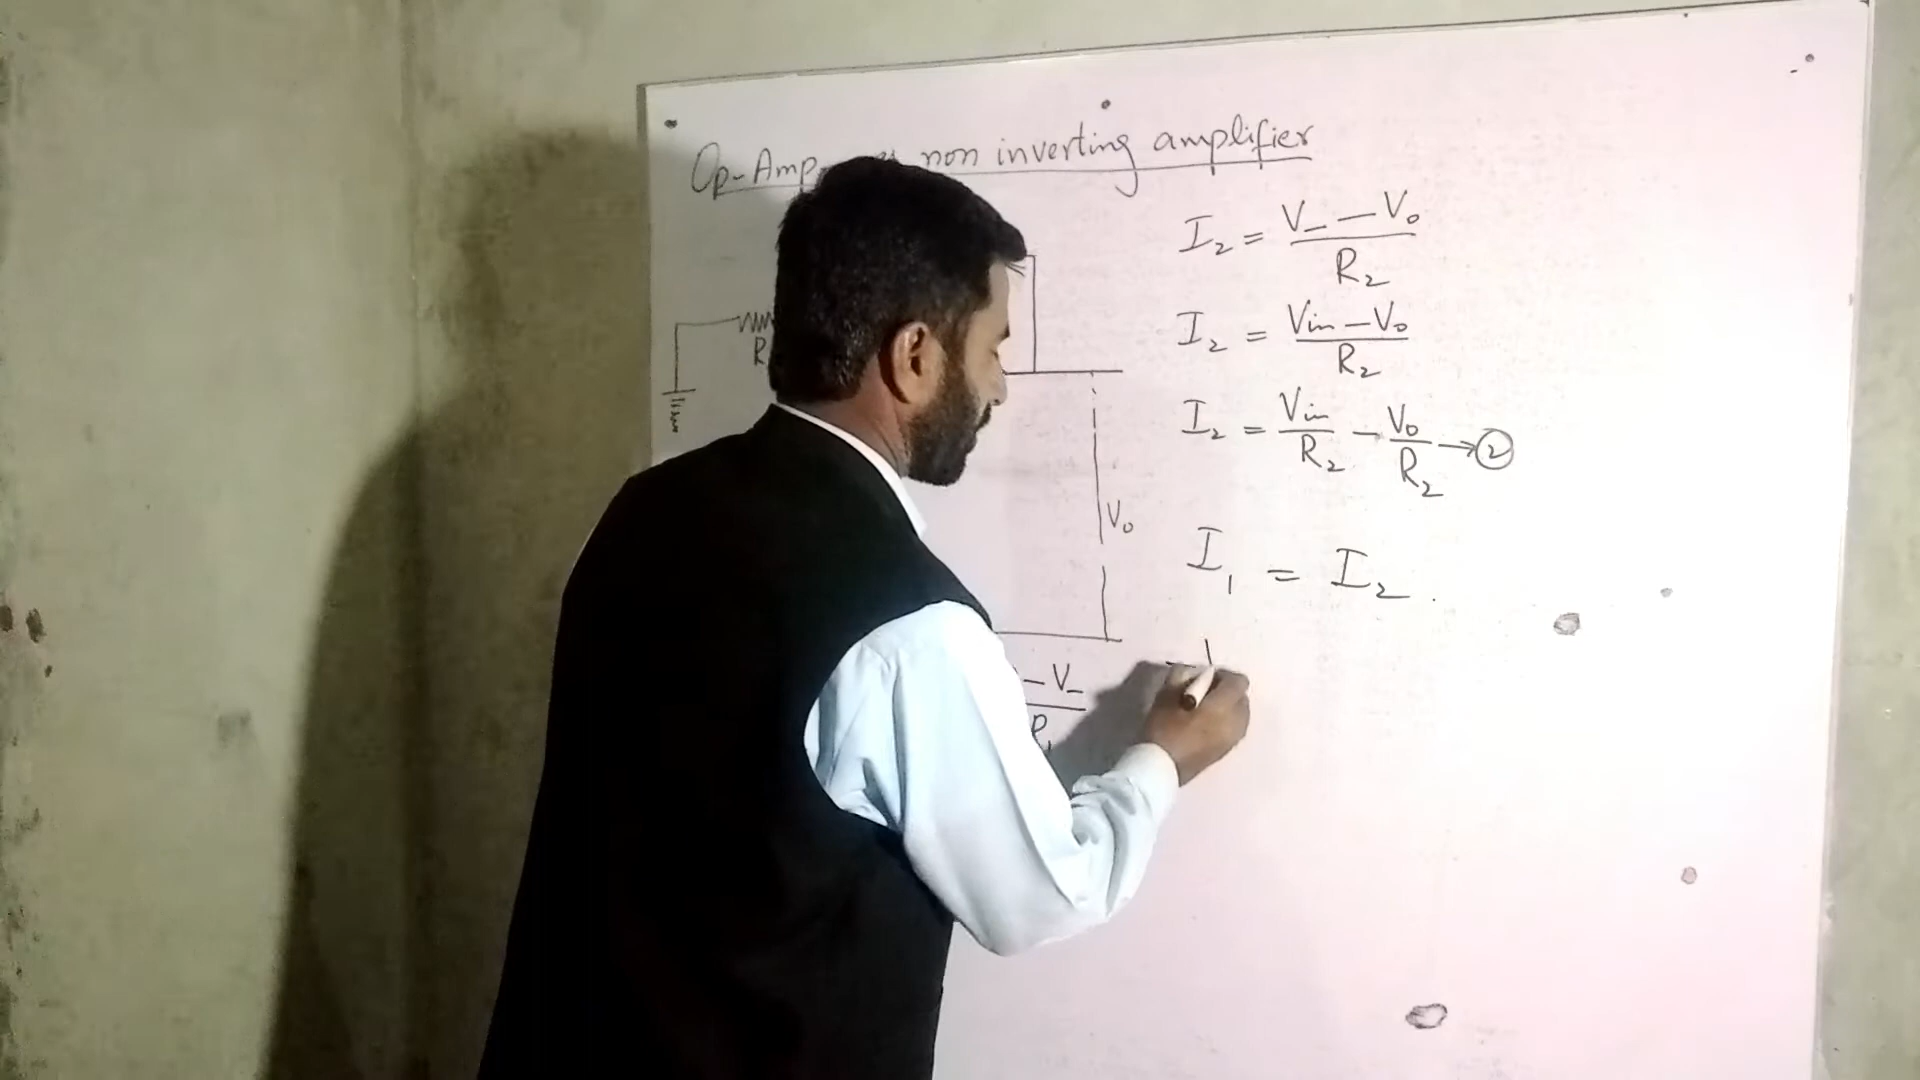 Op-Amp non inverting amplifier
I₂ = V₋ − V₀ / R₂
I₂ = Vin − V₀ / R₂
I₂ = Vin / R₂ − V₀ / R₂ → ②
I₁ = I₂
R
V₀
− V₋
R₁